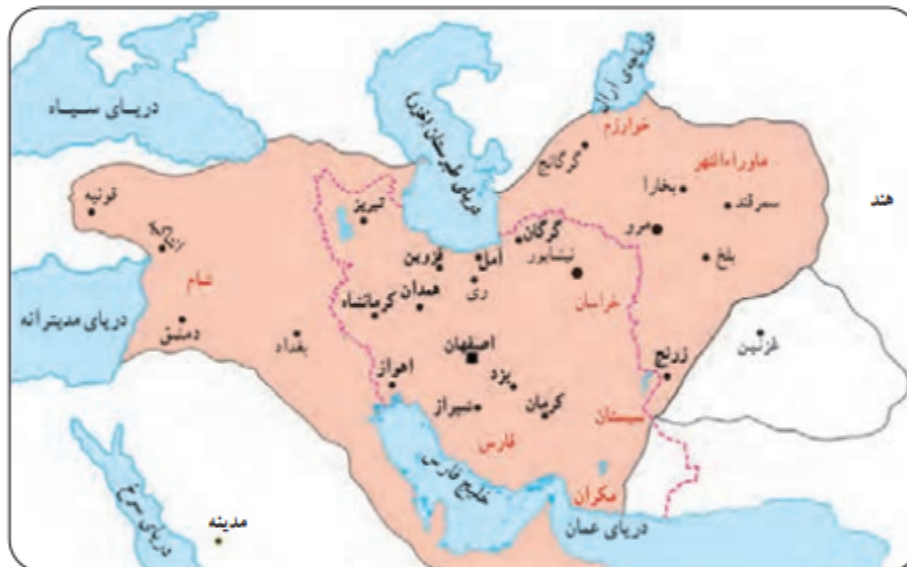 دریاچه‌ی آرال
دریای سیاه
خوارزم
ماوراءالنهر
دریای طبرستان (خزر)
گرگانج
بخارا
سمرقند
هند
قونیه
تبریز
مرو
گرگان
نیشابور
بلخ
آمل
قزوین
ری
شام
همدان
خراسان
کرمانشاه
دریای مدیترانه
دمشق
بغداد
اصفهان
غزنین
زرنج
اهواز
یزد
شیراز
کرمان
سیستان
فارس
خلیج فارس
مکران
دریای عمان
مدینه
دریای سرخ